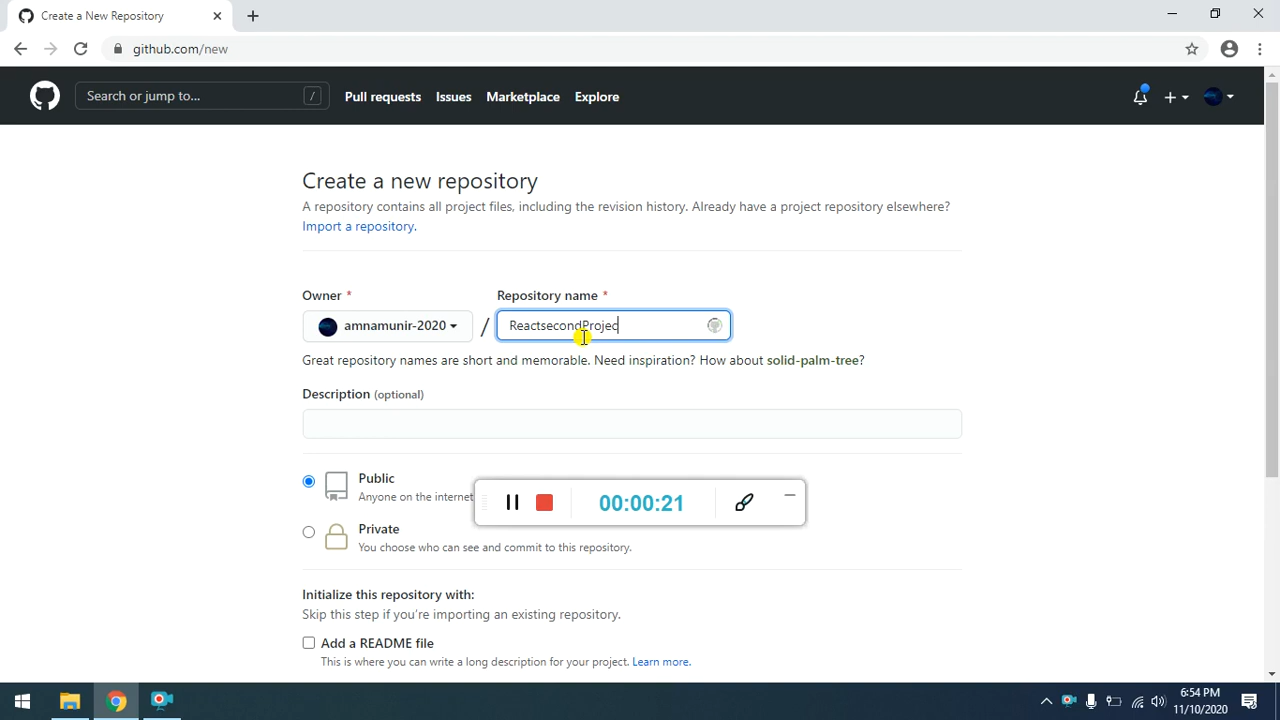 Create a New Repository
github.com/new
Search or jump to...
/
Pull requests
Issues
Marketplace
Explore
Create a new repository
A repository contains all project files, including the revision history. Already have a project repository elsewhere?
Import a repository.
Owner *
Repository name *
amnamunir-2020
/
ReactsecondProjec
Great repository names are short and memorable. Need inspiration? How about solid-palm-tree?
Description (optional)
Public
Anyone on the internet
00:00:21
Private
You choose who can see and commit to this repository.
Initialize this repository with:
Skip this step if you're importing an existing repository.
Add a README file
This is where you can write a long description for your project. Learn more.
6:54 PM
11/10/2020